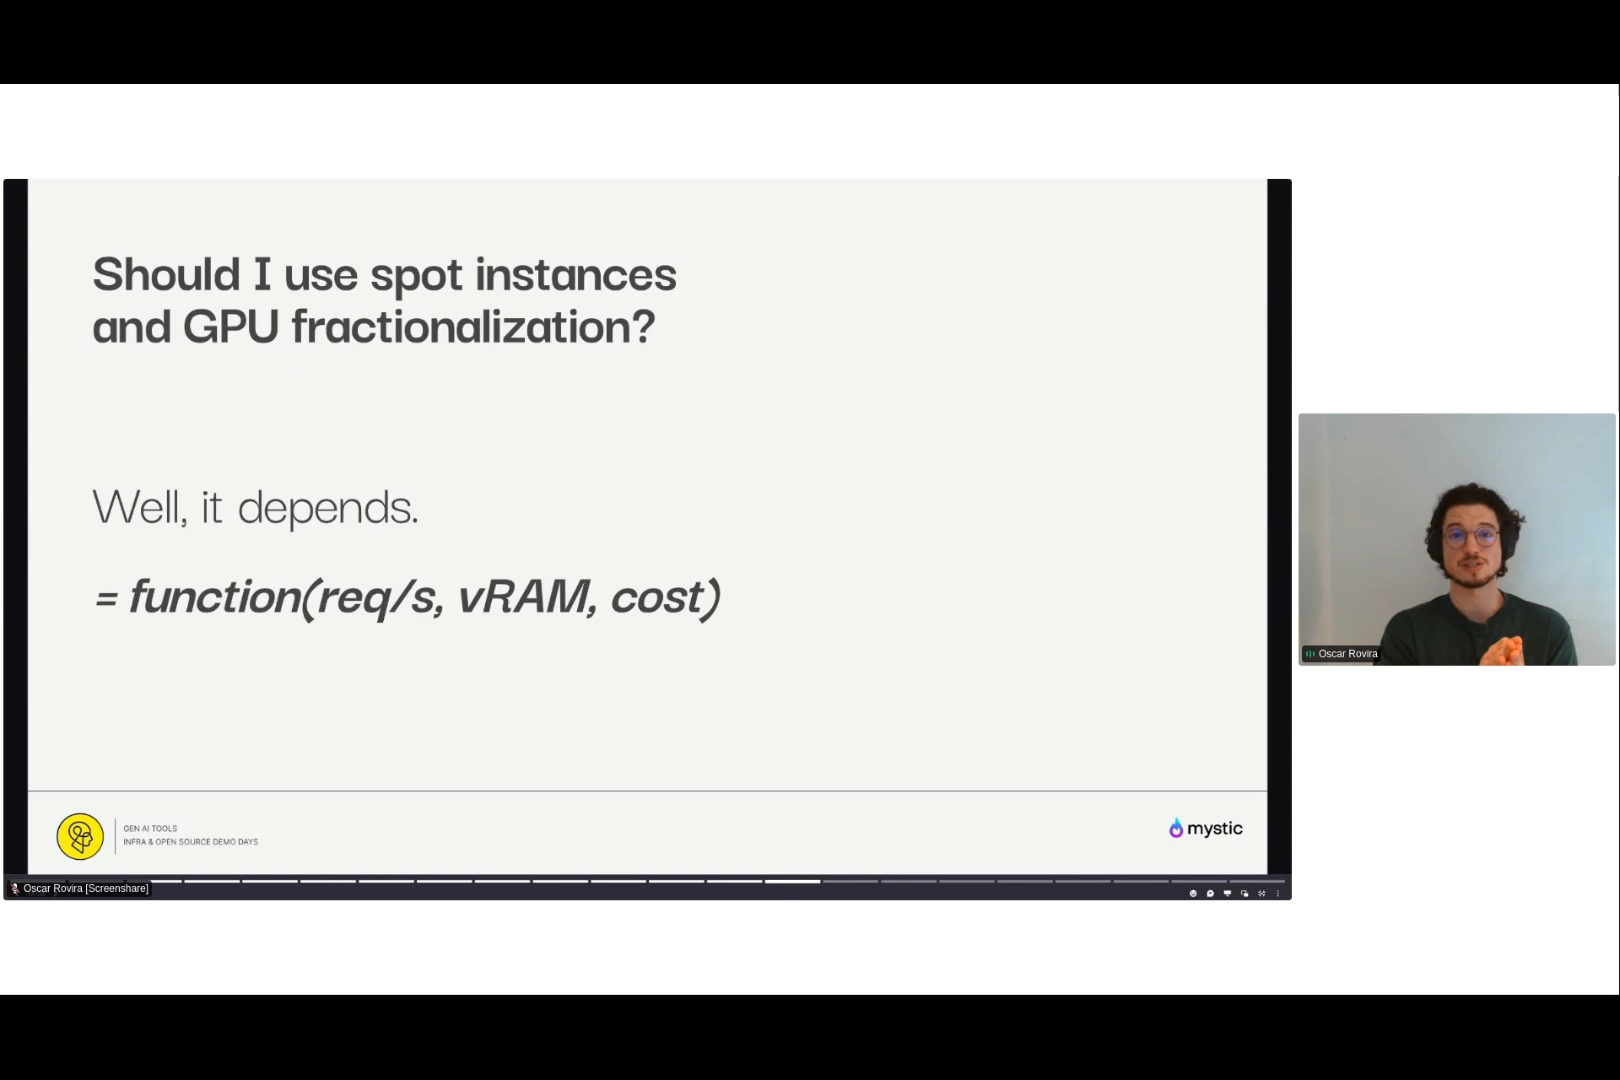 Should I use spot instances
and GPU fractionalization?
Well, it depends.
= function(req/s, vRAM, cost)
GEN AI TOOLS
INFRA & OPEN SOURCE DEMO DAYS
mystic
Oscar Rovira [Screenshare]
Oscar Rovira